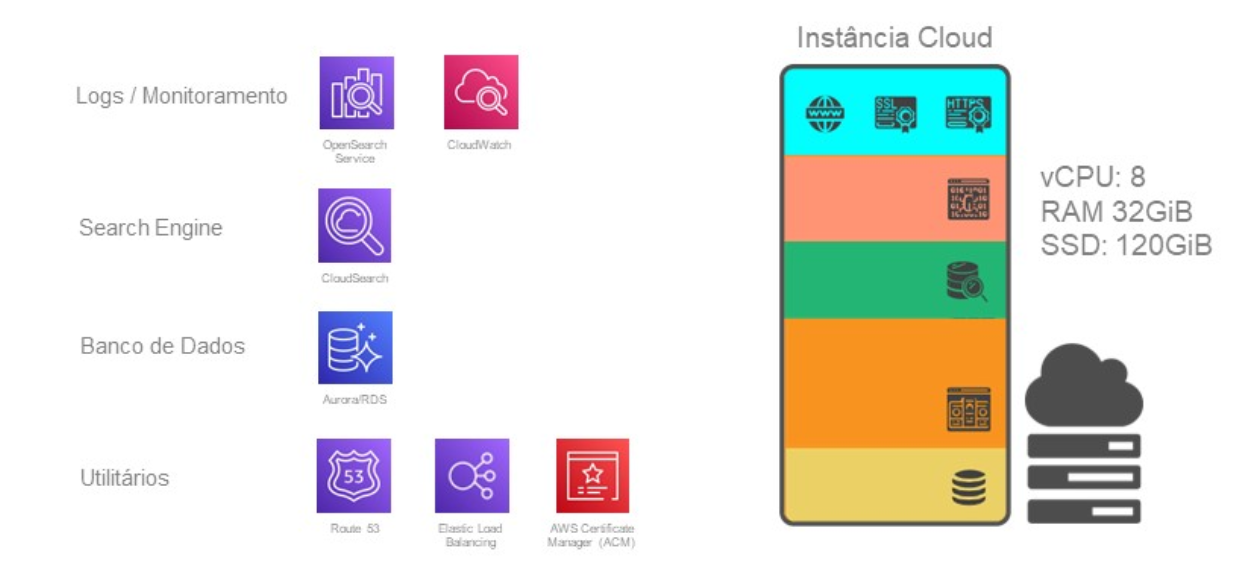 Instância Cloud
Logs / Monitoramento
OpenSearch
Service
CloudWatch
WWW
SSL
HTTPS
vCPU: 8
RAM 32GiB
SSD: 120GiB
Search Engine
CloudSearch
Banco de Dados
Aurora/RDS
Utilitários
53
Route 53
Elastic Load
Balancing
AWS Certificate
Manager (ACM)